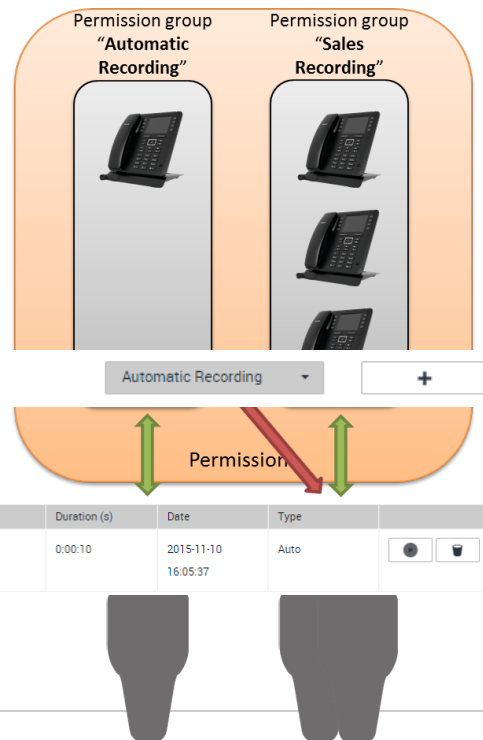 Permission group
“Automatic
Recording”
Permission group
“Sales
Recording”
Automatic Recording
+
Permission
Duration (s)
Date
Type
0:00:10
2015-11-10
16:05:37
Auto